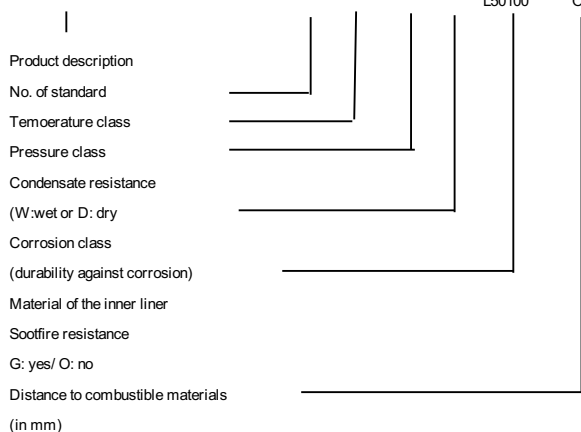 L50100 O
Product description
No. of standard
Temoerature class
Pressure class
Condensate resistance
(W:wet or D: dry
Corrosion class
(durability against corrosion)
Material of the inner liner
Sootfire resistance
G: yes/ O: no
Distance to combustible materials
(in mm)